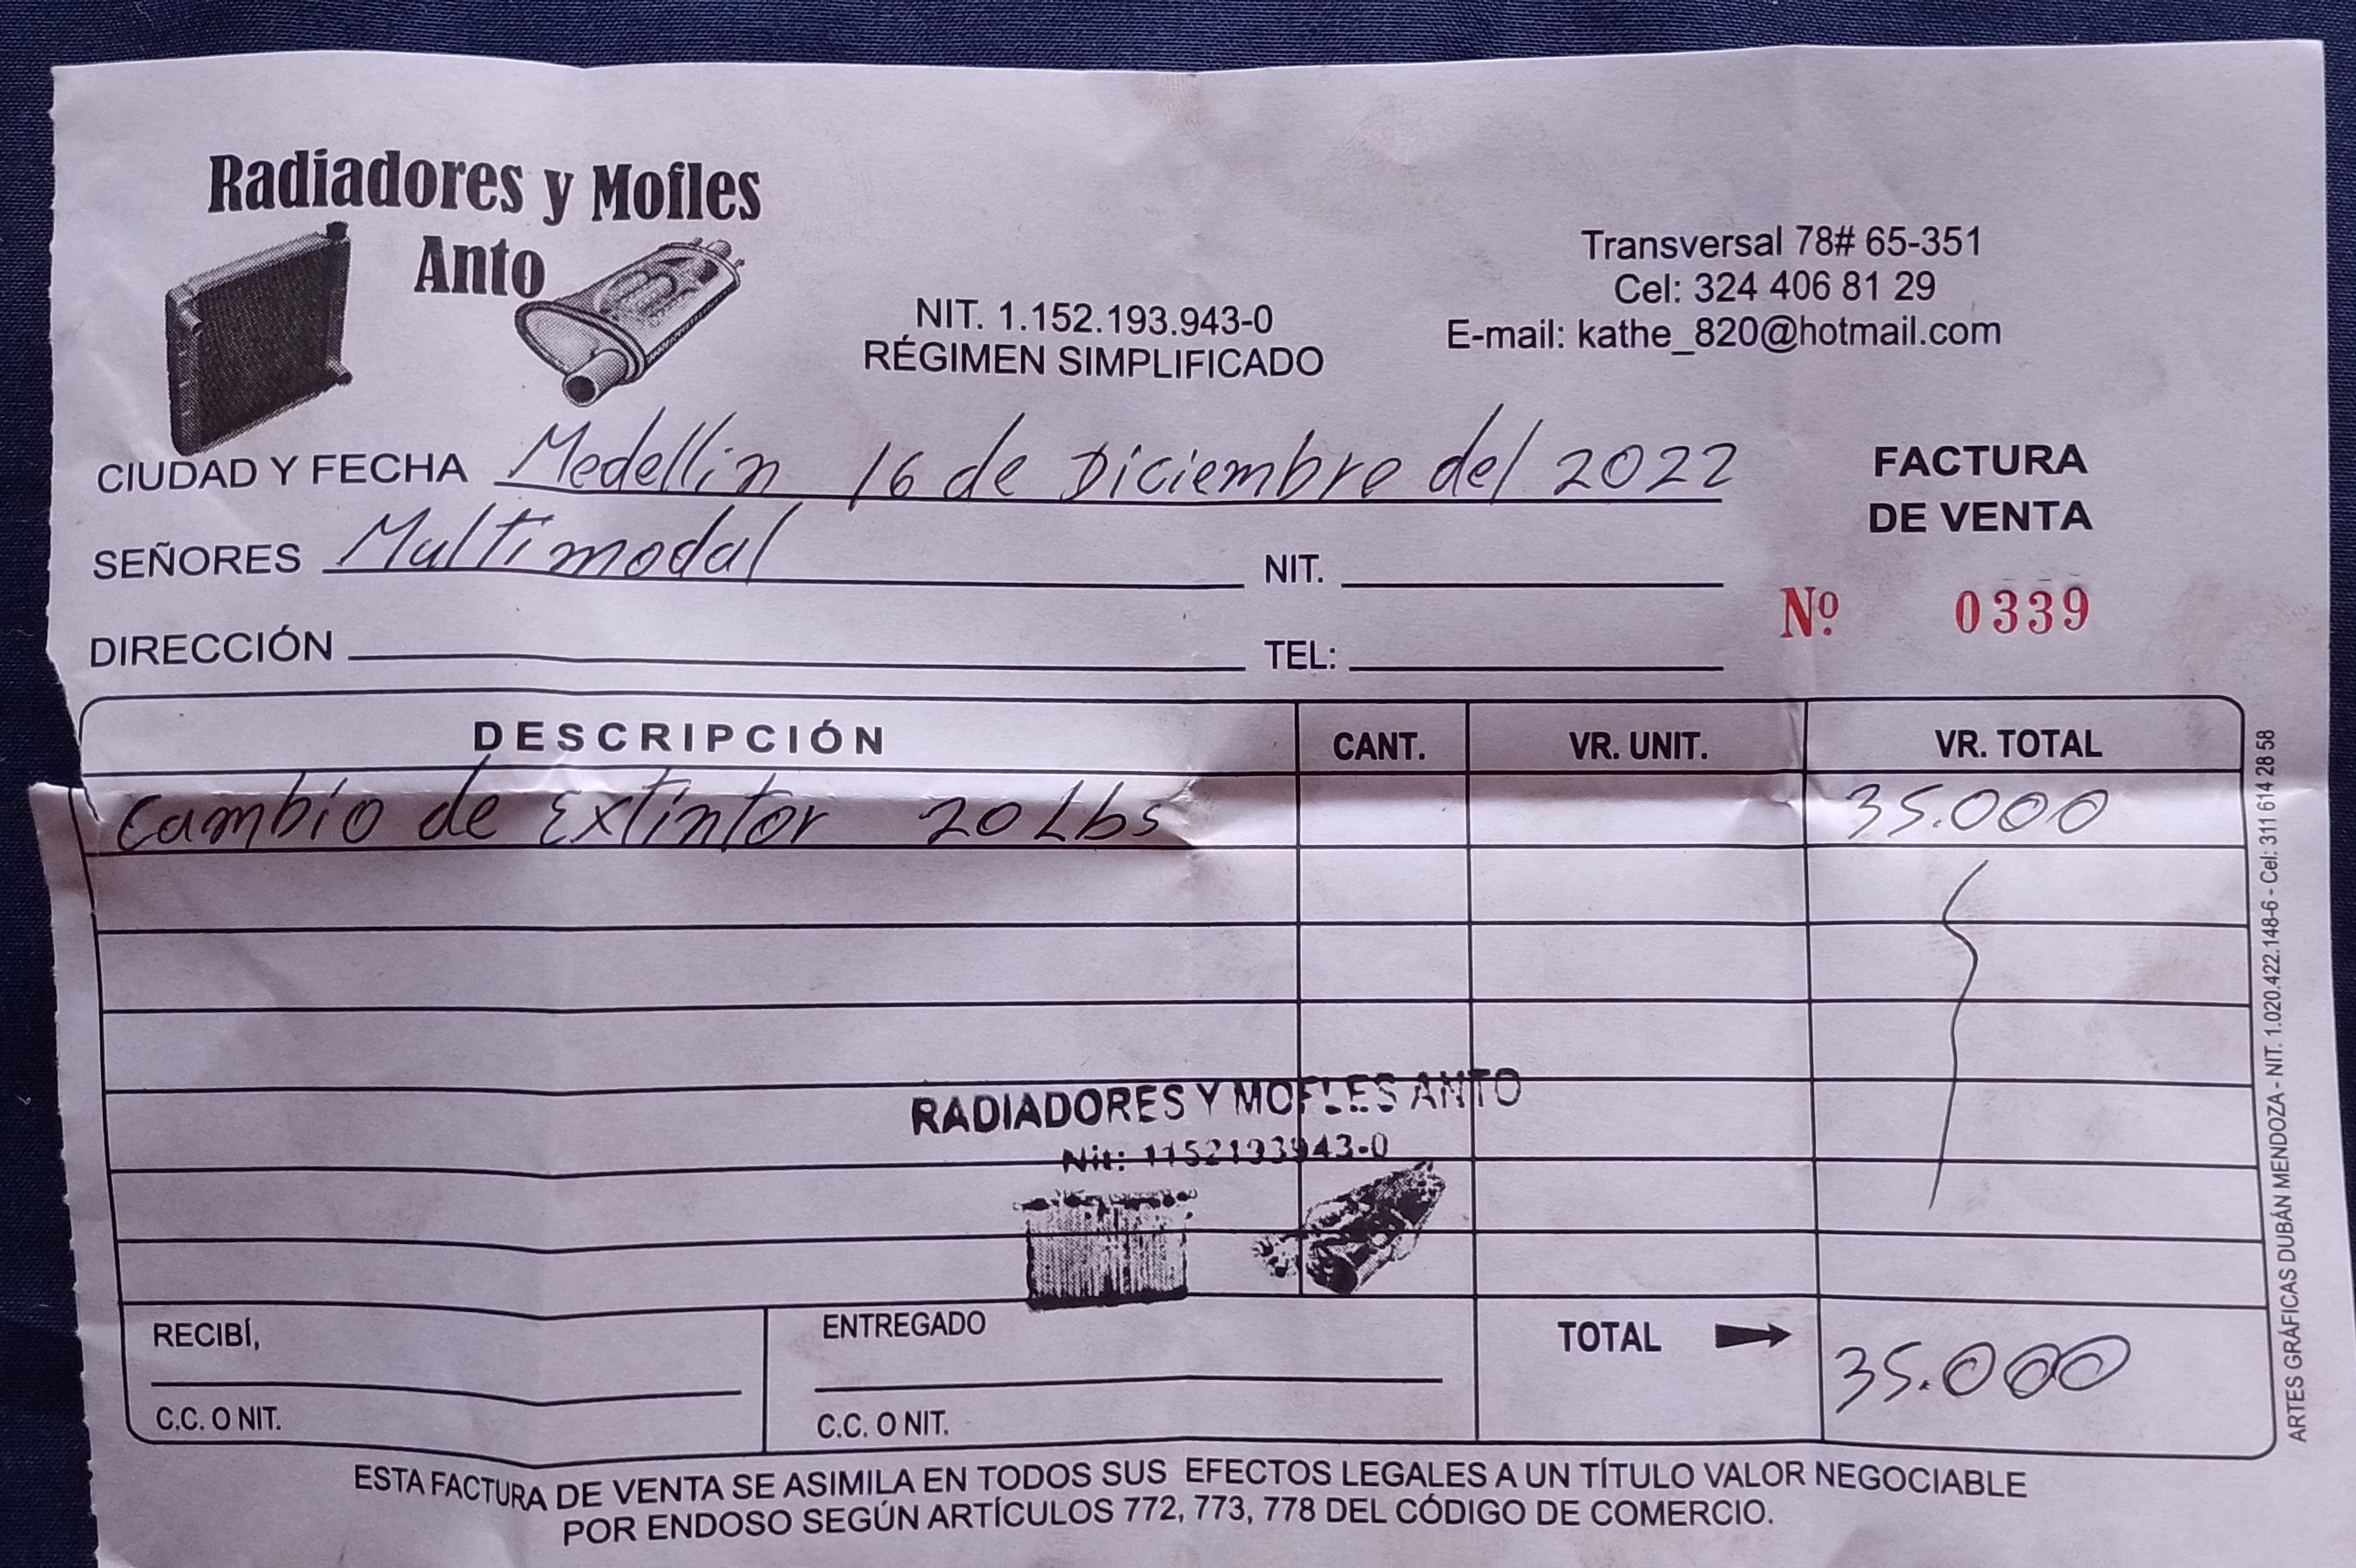 Radiadores y Mofles
Anto
NIT. 1.152.193.943-0
RÉGIMEN SIMPLIFICADO
Transversal 78# 65-351
Cel: 324 406 81 29
E-mail: kathe_820@hotmail.com
CIUDAD Y FECHA Medellin 16 de Diciembre del 2022
SEÑORES Multimodal NIT.
DIRECCIÓN TEL:
FACTURA
DE VENTA
Nº 0339
DESCRIPCIÓN CANT. VR. UNIT. VR. TOTAL
Cambio de Extintor 20 Lbs 35.000
RADIADORES Y MOFLES ANTO
Nit: 1152193943-0
RECIBÍ,
C.C. O NIT.
ENTREGADO
C.C. O NIT.
TOTAL 35.000
ESTA FACTURA DE VENTA SE ASIMILA EN TODOS SUS EFECTOS LEGALES A UN TÍTULO VALOR NEGOCIABLE
POR ENDOSO SEGÚN ARTÍCULOS 772, 773, 778 DEL CÓDIGO DE COMERCIO.
ARTES GRÁFICAS DUBÁN MENDOZA - NIT. 1.020.422.148-6 - Cel: 311 614 28 58